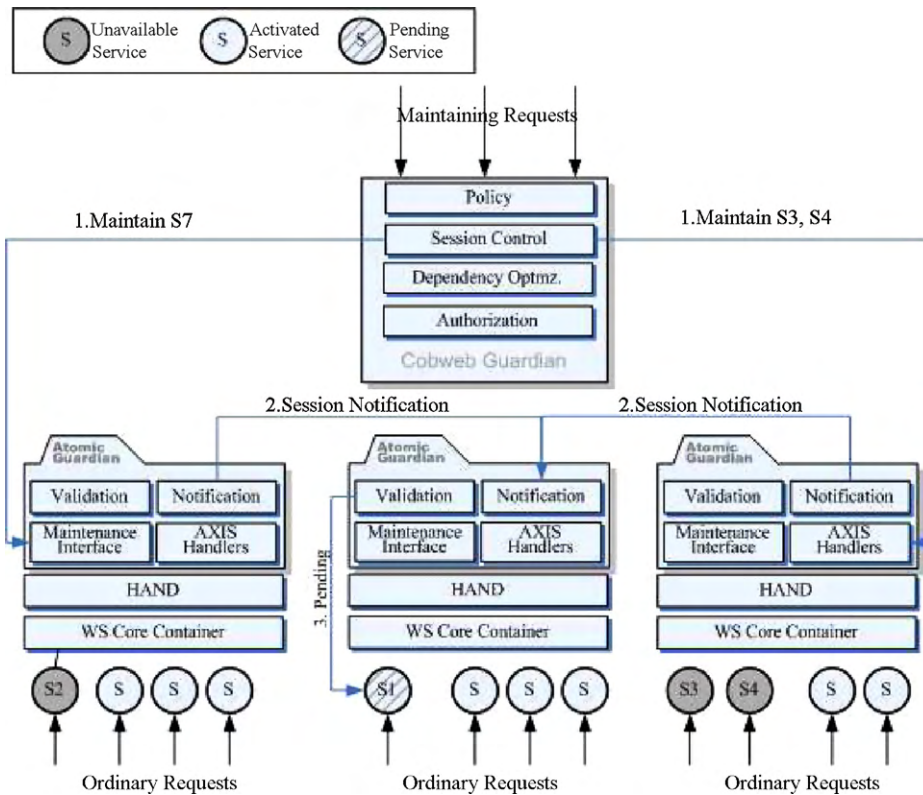 S Unavailable Service
S Activated Service
S Pending Service
Maintaining Requests
Policy
1.Maintain S7
Session Control
1.Maintain S3, S4
Dependency Optmz.
Authorization
Cobweb Guardian
2.Session Notification
2.Session Notification
Atomic Guardian
Validation
Notification
Maintenance Interface
AXIS Handlers
HAND
WS Core Container
S2
S
S
S
Ordinary Requests
Atomic Guardian
Validation
Notification
Maintenance Interface
AXIS Handlers
3. Pending
HAND
WS Core Container
S1
S
S
S
Ordinary Requests
Atomic Guardian
Validation
Notification
Maintenance Interface
AXIS Handlers
HAND
WS Core Container
S3
S4
S
S
Ordinary Requests